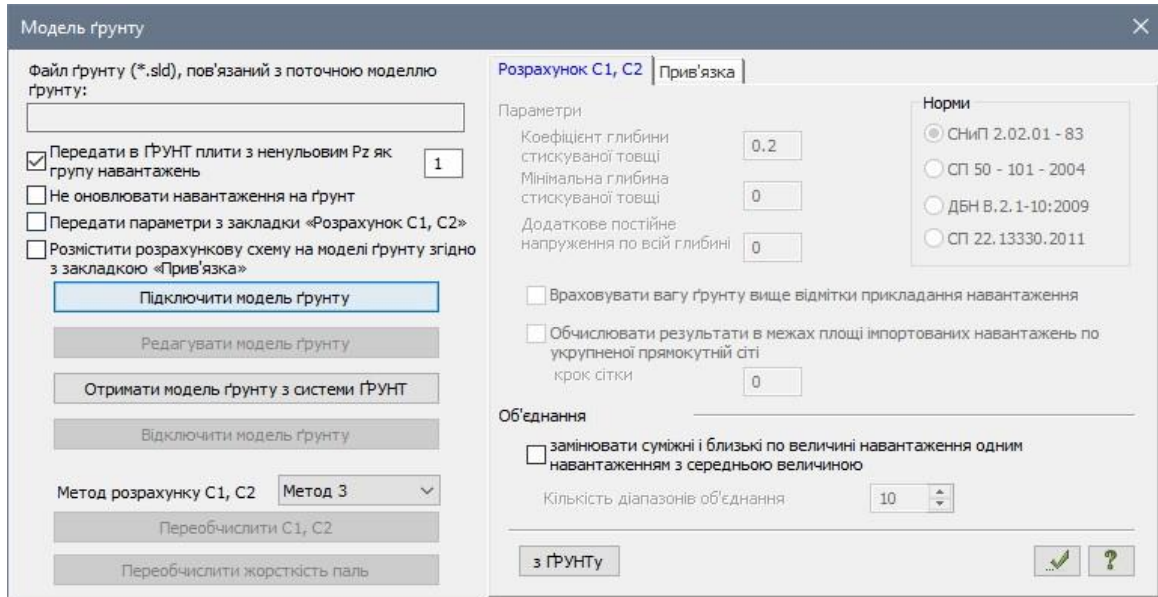 Модель ґрунту
Файл ґрунту (*.sld), пов'язаний з поточною моделлю
ґрунту:
Передати в ҐРУНТ плити з ненульовим Pz як
групу навантажень
1
Не оновлювати навантаження на ґрунт
Передати параметри з закладки «Розрахунок С1, С2»
Розмістити розрахункову схему на моделі ґрунту згідно
з закладкою «Прив'язка»
Підключити модель ґрунту
Редагувати модель ґрунту
Отримати модель ґрунту з системи ҐРУНТ
Відключити модель ґрунту
Метод розрахунку С1, С2
Метод 3
Переобчислити С1, С2
Переобчислити жорсткість паль
Розрахунок С1, С2
Прив'язка
Параметри
Коефіцієнт глибини
стискуваної товщі
0.2
Мінімальна глибина
стискуваної товщі
0
Додаткове постійне
напруження по всій глибині
0
Норми
СНиП 2.02.01 - 83
СП 50 - 101 - 2004
ДБН В.2.1-10:2009
СП 22.13330.2011
Враховувати вагу ґрунту вище відмітки прикладання навантаження
Обчислювати результати в межах площі імпортованих навантажень по
укрупненої прямокутній сіті
крок сітки
0
Об'єднання
замінювати суміжні і близькі по величині навантаження одним
навантаженням з середньою величиною
Кількість діапазонів об'єднання
10
з ҐРУНТу
?